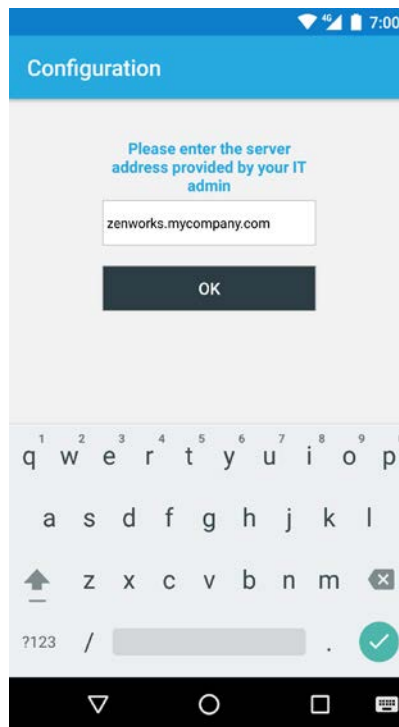 4G 7:00
Configuration
Please enter the server
address provided by your IT
admin
zenworks.mycompany.com
OK
1 2 3 4 5 6 7 8 9
q w e r t y u i o p
a s d f g h j k l
z x c v b n m
?123 / .